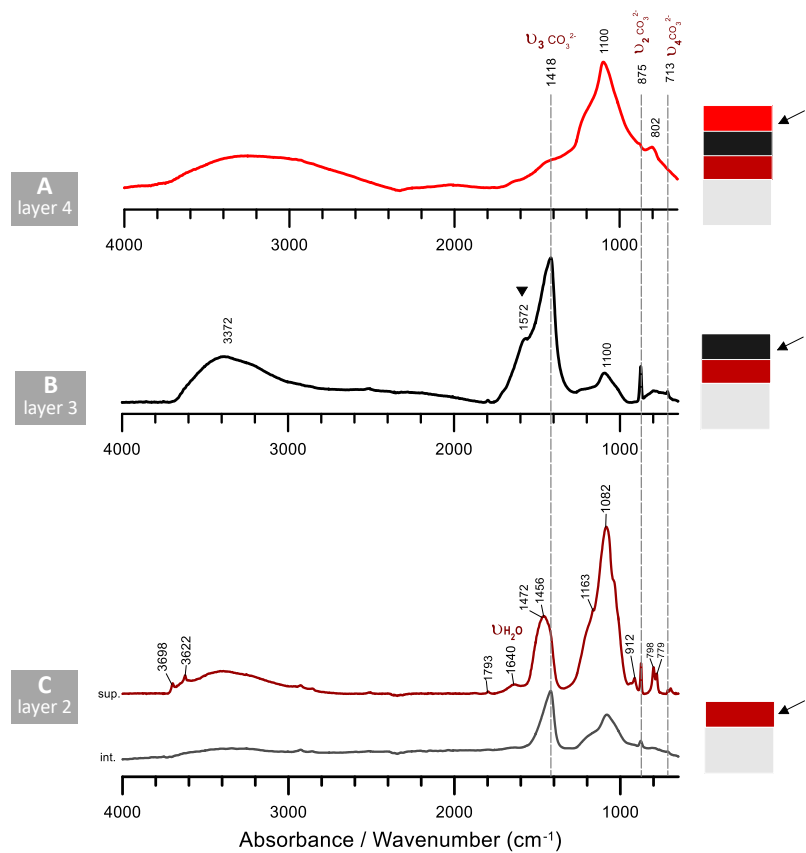 υ3 CO3 2-
1418
1100
υ2 CO3 2-
875
υ4 CO3 2-
713
802
A
layer 4
4000 3000 2000 1000
3372
1572
1100
B
layer 3
4000 3000 2000 1000
1082
1472
1456
1163
υH2O
3698
3622
1793
1640
912
798
779
C
layer 2
sup.
int.
4000 3000 2000 1000
Absorbance / Wavenumber (cm-1)